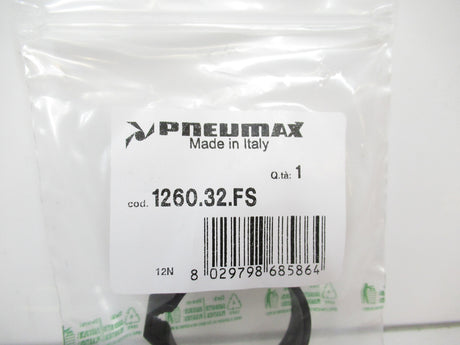 PNEUMAX
Made in Italy
Q.tà: 1
cod. 1260.32.FS
12N
8 029798 685864